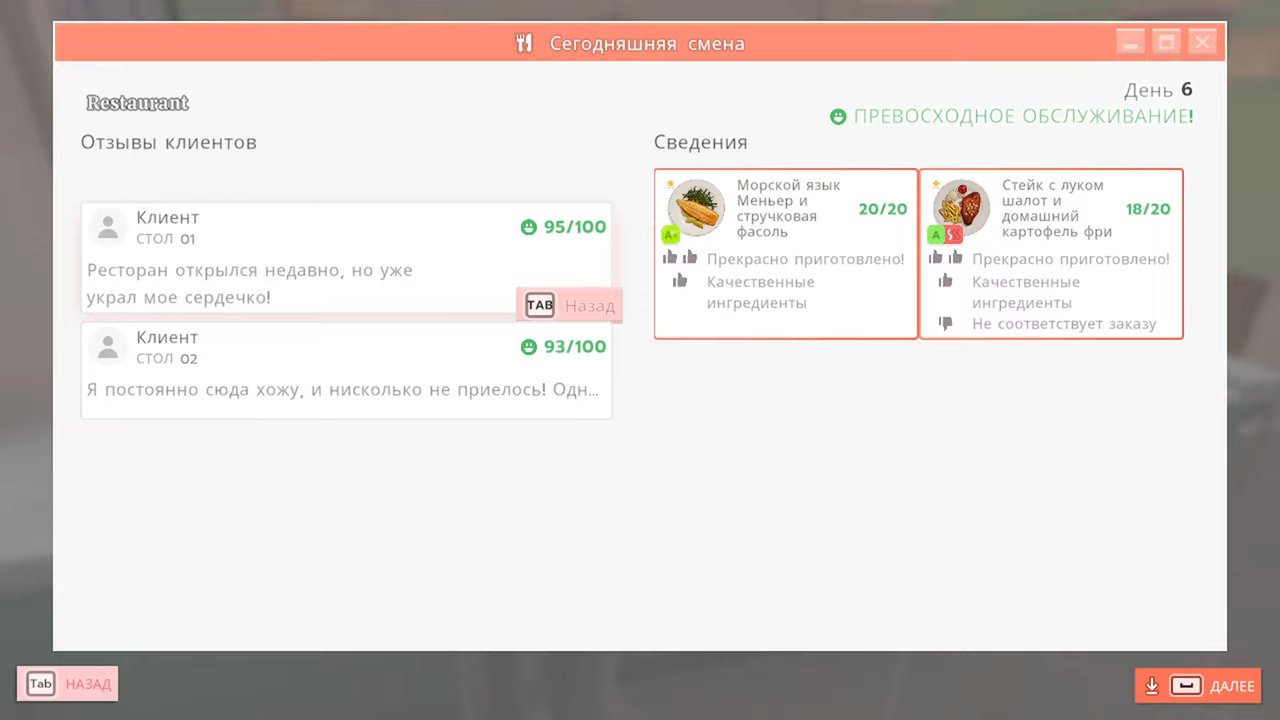 Сегодняшняя смена
Restaurant
День 6
ПРЕВОСХОДНОЕ ОБСЛУЖИВАНИЕ!
Отзывы клиентов
Клиент
СТОЛ 01
95/100
Ресторан открылся недавно, но уже
украл мое сердечко!
TAB Назад
Клиент
СТОЛ 02
93/100
Я постоянно сюда хожу, и нисколько не приелось! Одн...
Сведения
Морской язык
Меньер и
стручковая
фасоль
20/20
A+
Прекрасно приготовлено!
Качественные
ингредиенты
Стейк с луком
шалот и
домашний
картофель фри
18/20
A
Прекрасно приготовлено!
Качественные
ингредиенты
Не соответствует заказу
Tab НАЗАД
ДАЛЕЕ